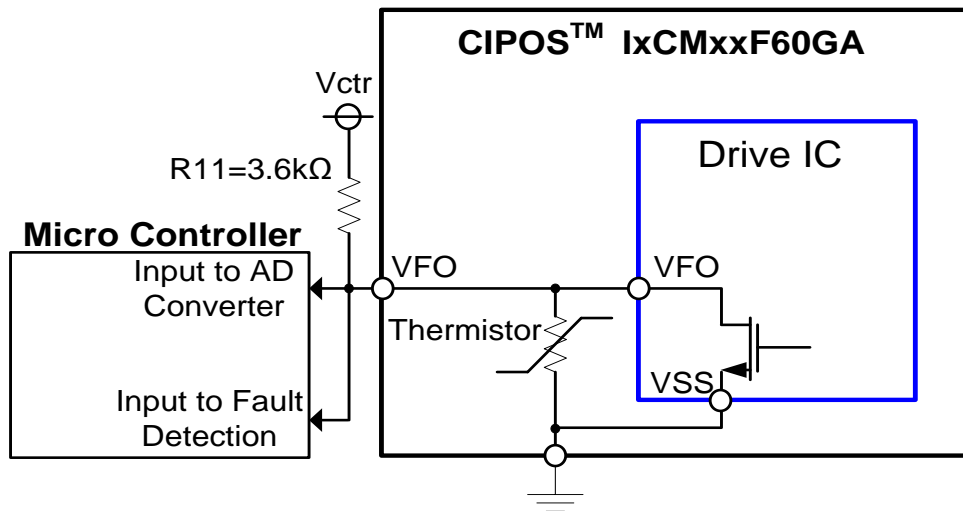 CIPOS™ IxCMxxF60GA
Vctr
Drive IC
R11=3.6kΩ
Micro Controller
Input to AD
Converter
VFO
VFO
Thermistor
VSS
Input to Fault
Detection